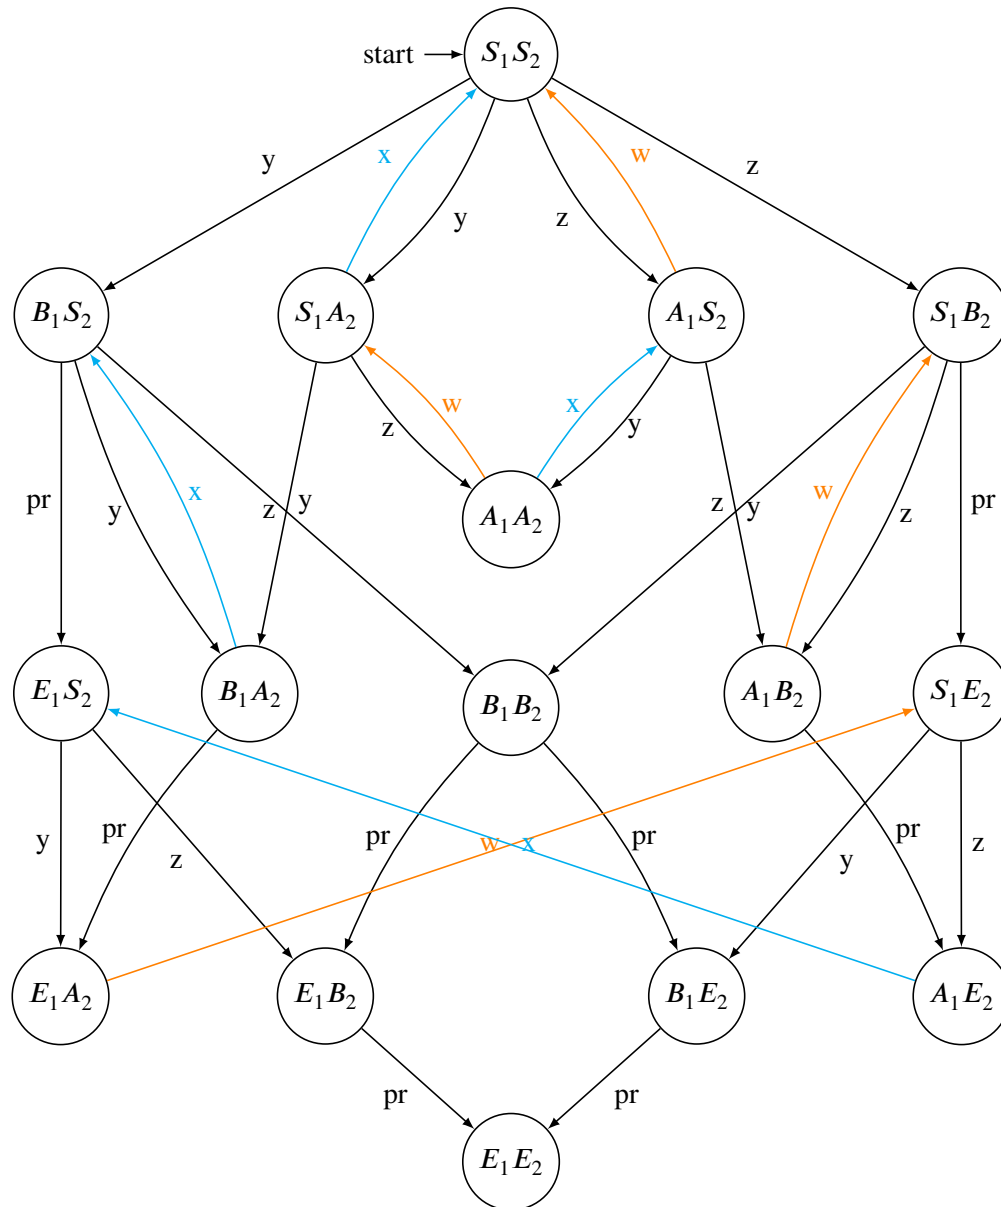 start
S₁S₂
y
x
y
z
w
z
B₁S₂
S₁A₂
A₁S₂
S₁B₂
z
w
x
y
pr
y
x
z
y
A₁A₂
z
y
w
z
pr
E₁S₂
B₁A₂
B₁B₂
A₁B₂
S₁E₂
y
pr
z
pr
w
x
pr
y
pr
z
E₁A₂
E₁B₂
B₁E₂
A₁E₂
pr
pr
E₁E₂